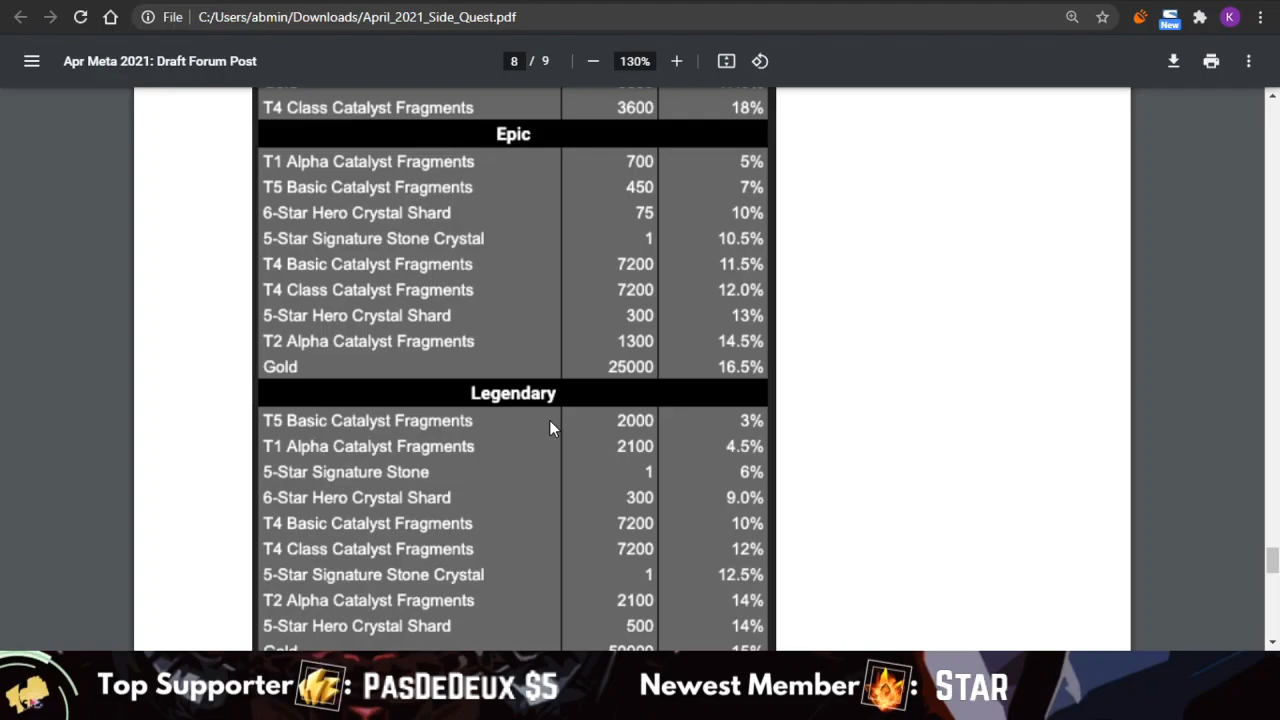 File C:/Users/abmin/Downloads/April_2021_Side_Quest.pdf New K
Apr Meta 2021: Draft Forum Post 8 / 9 130%
T4 Class Catalyst Fragments 3600 18%
Epic
T1 Alpha Catalyst Fragments 700 5%
T5 Basic Catalyst Fragments 450 7%
6-Star Hero Crystal Shard 75 10%
5-Star Signature Stone Crystal 1 10.5%
T4 Basic Catalyst Fragments 7200 11.5%
T4 Class Catalyst Fragments 7200 12.0%
5-Star Hero Crystal Shard 300 13%
T2 Alpha Catalyst Fragments 1300 14.5%
Gold 25000 16.5%
Legendary
T5 Basic Catalyst Fragments 2000 3%
T1 Alpha Catalyst Fragments 2100 4.5%
5-Star Signature Stone 1 6%
6-Star Hero Crystal Shard 300 9.0%
T4 Basic Catalyst Fragments 7200 10%
T4 Class Catalyst Fragments 7200 12%
5-Star Signature Stone Crystal 1 12.5%
T2 Alpha Catalyst Fragments 2100 14%
5-Star Hero Crystal Shard 500 14%
Gold 50000 15%
Top Supporter : PasDeDeux $5 Newest Member : Star